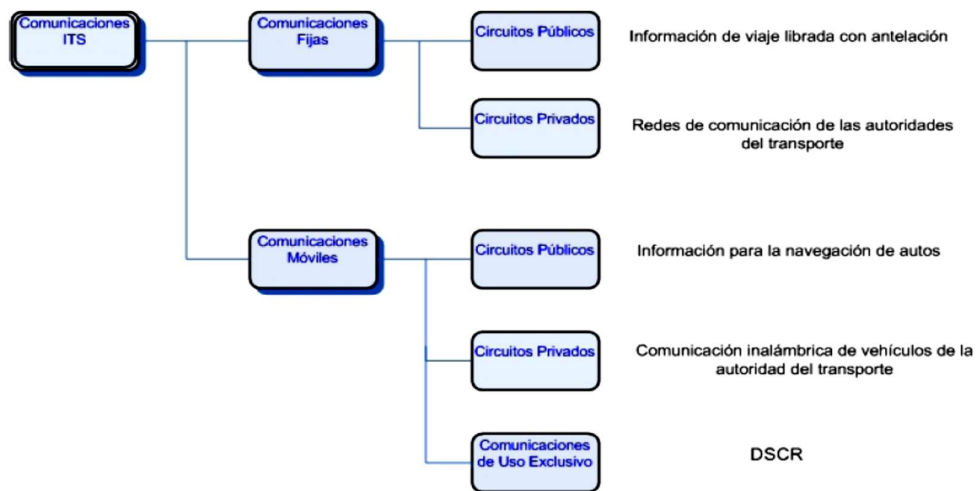 Comunicaciones
ITS
Comunicaciones
Fijas
Circuitos Públicos
Información de viaje librada con antelación
Circuitos Privados
Redes de comunicación de las autoridades
del transporte
Comunicaciones
Móviles
Circuitos Públicos
Información para la navegación de autos
Circuitos Privados
Comunicación inalámbrica de vehículos de la
autoridad del transporte
Comunicaciones
de Uso Exclusivo
DSCR